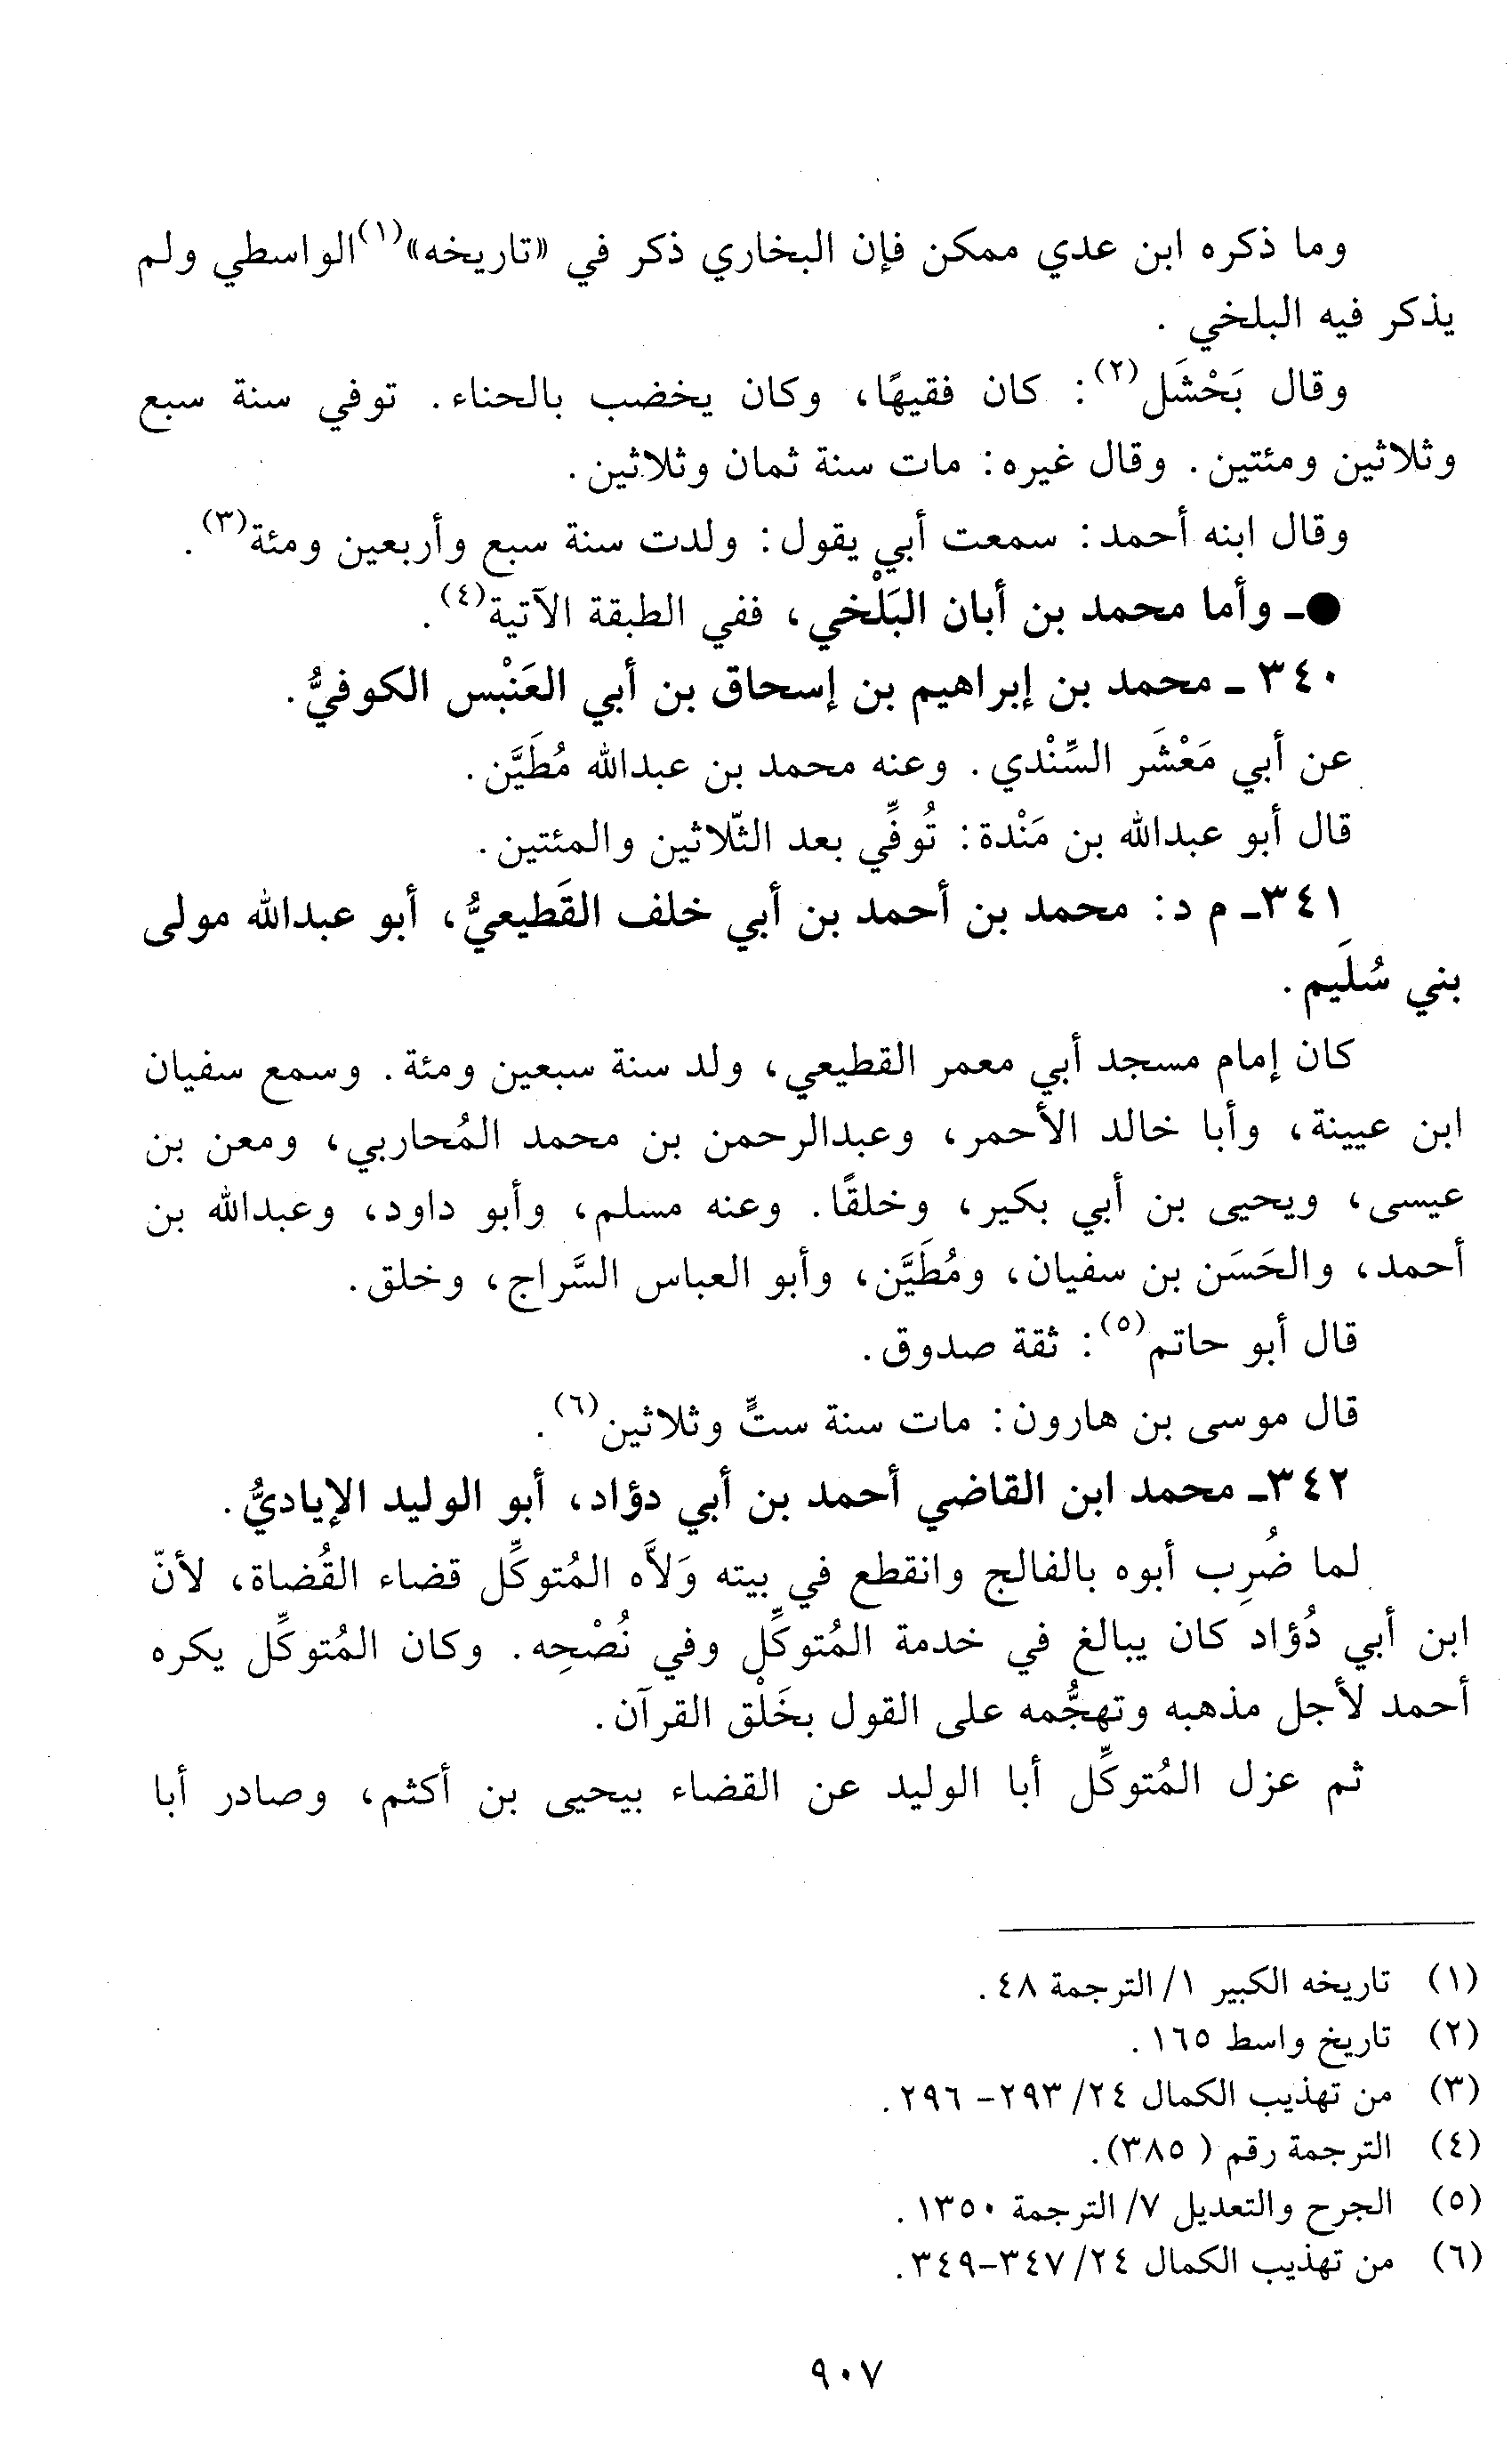 وما ذكره ابن عدي ممكن فإن البخاري ذكر في «تاريخه»(١) الواسطي ولم
يذكر فيه البلخي.
وقال بَحْشَل(٢): كان فقيهًا، وكان يخضب بالحناء. توفي سنة سبع
وثلاثين ومئتين. وقال غيره: مات سنة ثمان وثلاثين.
وقال ابنه أحمد: سمعت أبي يقول: ولدت سنة سبع وأربعين ومئة(٣).
●ـ وأما محمد بن أبان البَلْخي، ففي الطبقة الآتية(٤).
٣٤٠ ـ محمد بن إبراهيم بن إسحاق بن أبي العَنْبس الكوفيُّ.
عن أبي مَعْشَر السِّنْدي. وعنه محمد بن عبدالله مُطَيَّن.
قال أبو عبدالله بن مَنْدة: تُوفِّي بعد الثّلاثين والمئتين.
٣٤١ـ م د: محمد بن أحمد بن أبي خلف القَطيعيُّ، أبو عبدالله مولى
بني سُلَيم.
كان إمام مسجد أبي معمر القطيعي، ولد سنة سبعين ومئة. وسمع سفيان
ابن عيينة، وأبا خالد الأحمر، وعبدالرحمن بن محمد المُحاربي، ومعن بن
عيسى، ويحيى بن أبي بكير، وخلقًا. وعنه مسلم، وأبو داود، وعبدالله بن
أحمد، والحَسَن بن سفيان، ومُطَيَّن، وأبو العباس السَّراج، وخلق.
قال أبو حاتم(٥): ثقة صدوق.
قال موسى بن هارون: مات سنة ستٍّ وثلاثين(٦).
٣٤٢ـ محمد ابن القاضي أحمد بن أبي دؤاد، أبو الوليد الإياديُّ.
لما ضُرِب أبوه بالفالج وانقطع في بيته وَلاَّه المُتوكِّل قضاء القُضاة، لأنّ
ابن أبي دُؤاد كان يبالغ في خدمة المُتوكِّل وفي نُصْحِه. وكان المُتوكِّل يكره
أحمد لأجل مذهبه وتهجُّمه على القول بخَلْق القرآن.
ثم عزل المُتوكِّل أبا الوليد عن القضاء بيحيى بن أكثم، وصادر أبا
(١) تاريخه الكبير ١/ الترجمة ٤٨.
(٢) تاريخ واسط ١٦٥.
(٣) من تهذيب الكمال ٢٤/ ٢٩٣- ٢٩٦.
(٤) الترجمة رقم ( ٣٨٥).
(٥) الجرح والتعديل ٧/ الترجمة ١٣٥٠.
(٦) من تهذيب الكمال ٢٤/ ٣٤٧-٣٤٩.
٩٠٧